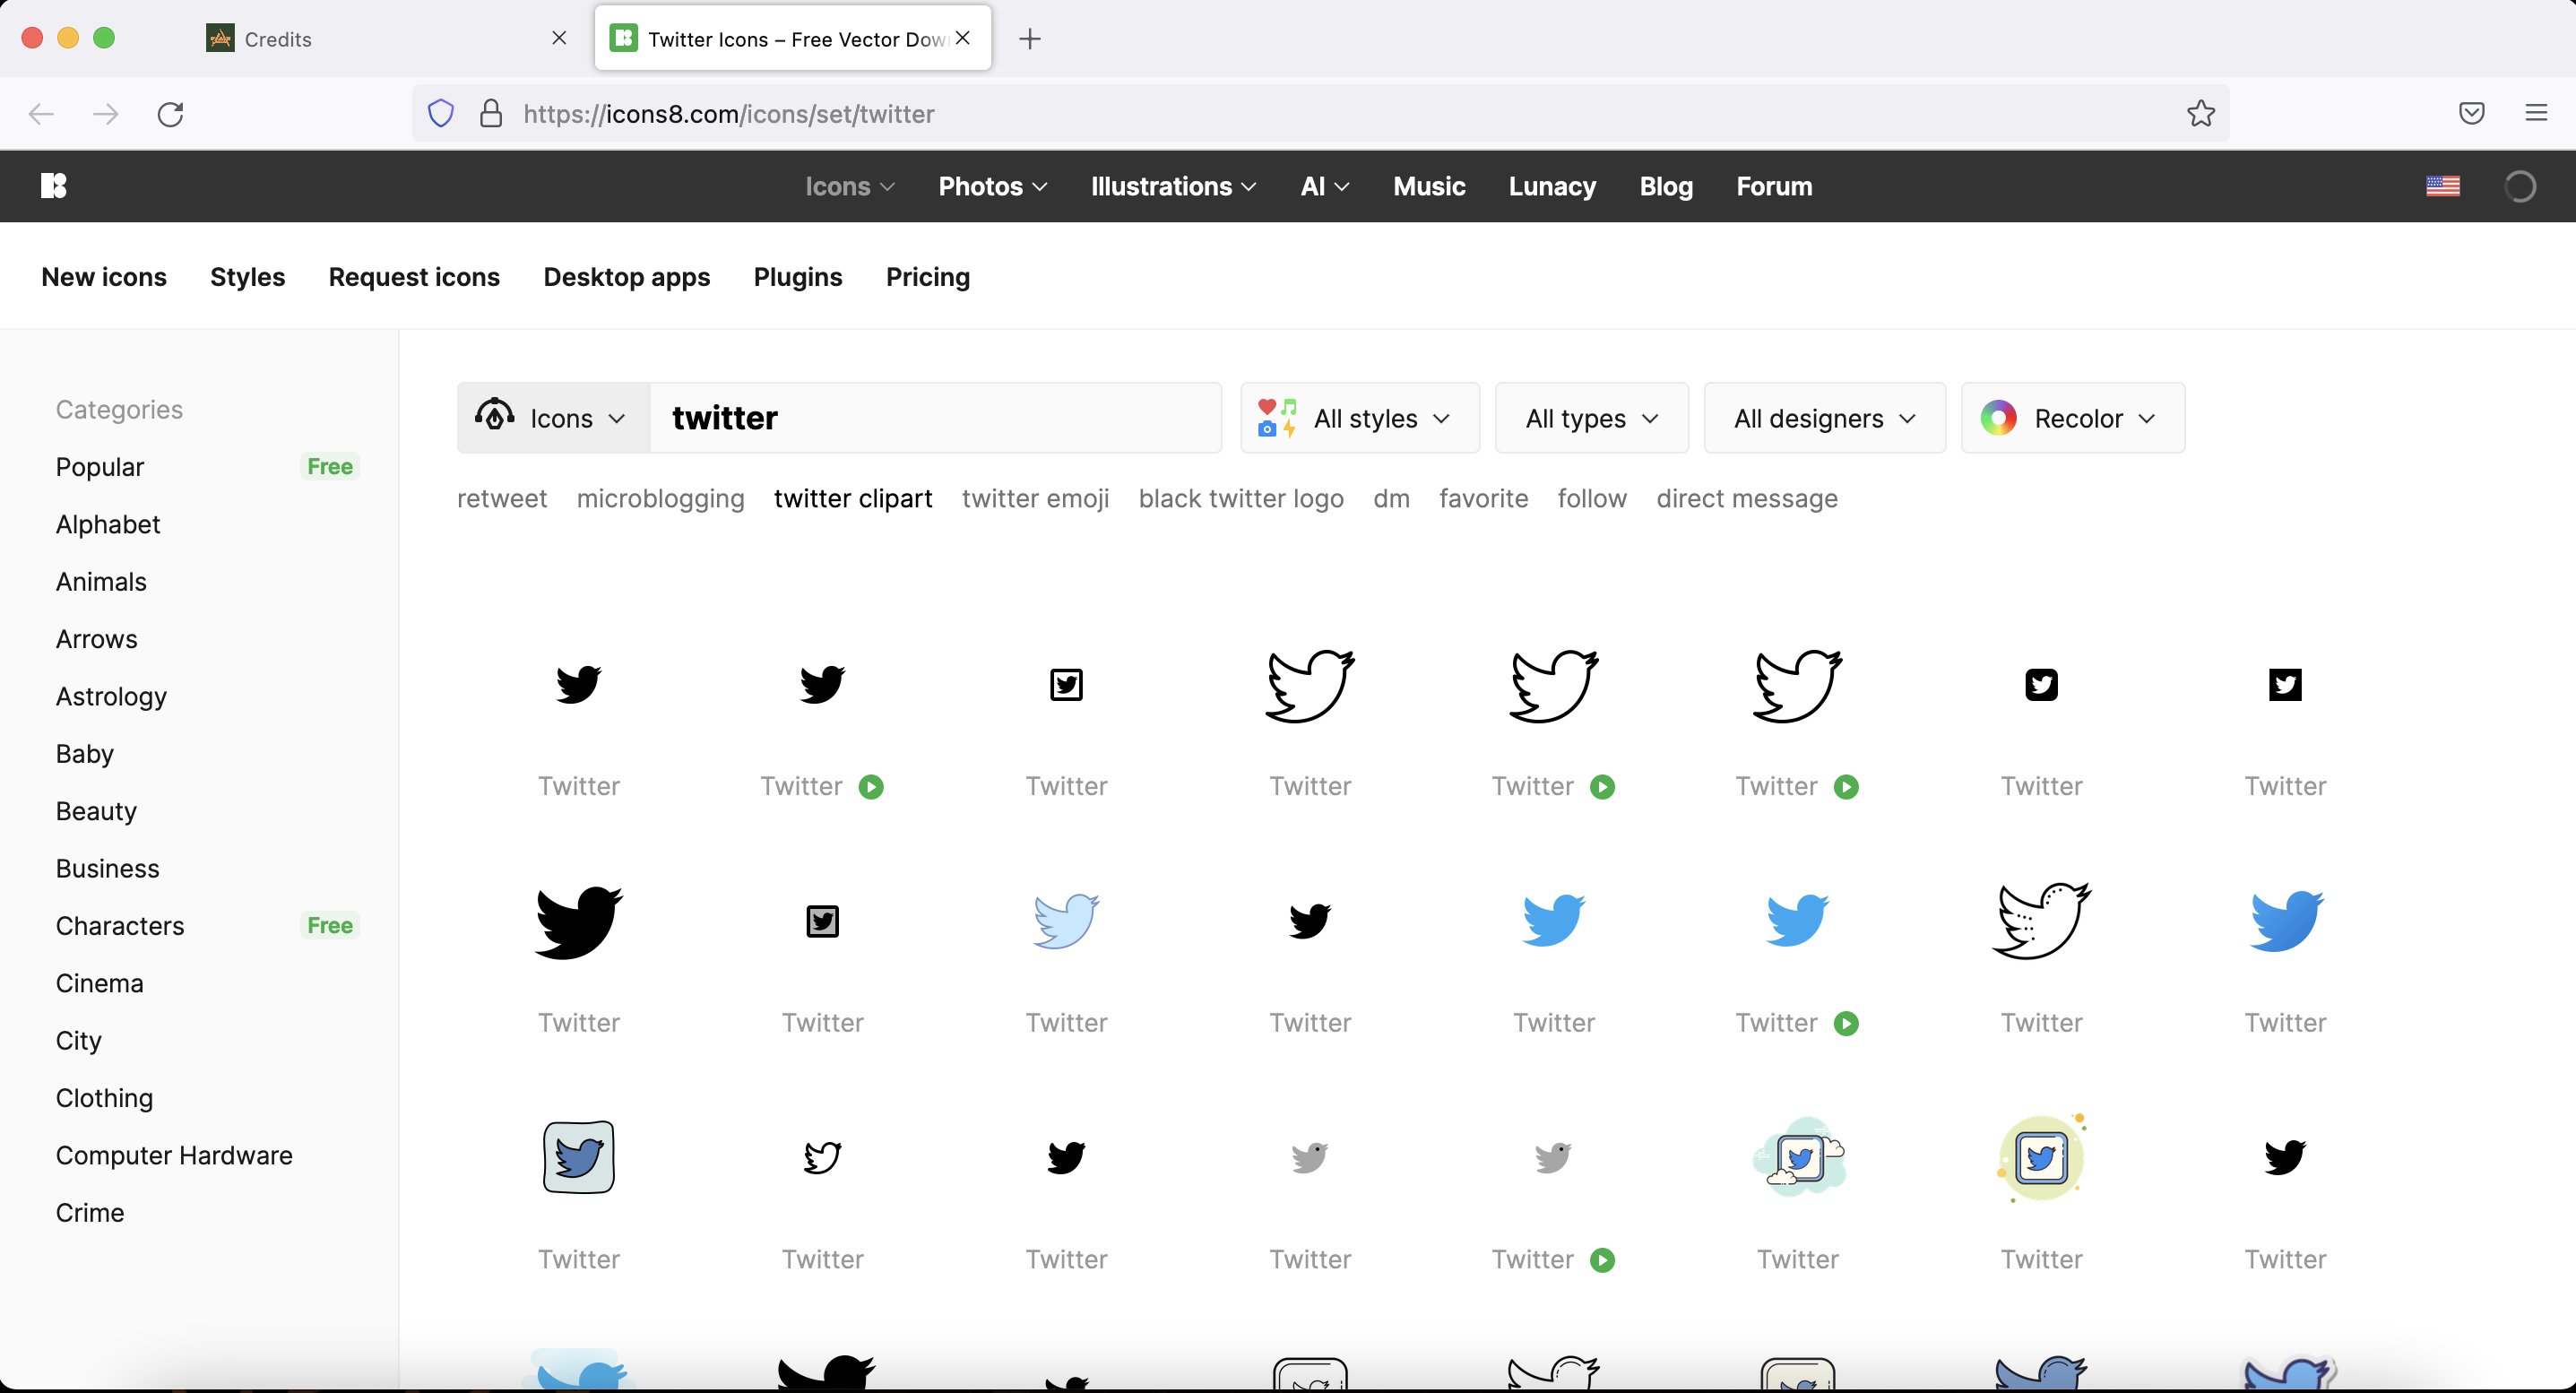 Credits
Twitter Icons – Free Vector Dow
https://icons8.com/icons/set/twitter
Icons Photos Illustrations AI Music Lunacy Blog Forum
New icons Styles Request icons Desktop apps Plugins Pricing
Categories
Popular Free
Alphabet
Animals
Arrows
Astrology
Baby
Beauty
Business
Characters Free
Cinema
City
Clothing
Computer Hardware
Crime
Icons twitter All styles All types All designers Recolor
retweet microblogging twitter clipart twitter emoji black twitter logo dm favorite follow direct message
Twitter Twitter Twitter Twitter Twitter Twitter Twitter Twitter
Twitter Twitter Twitter Twitter Twitter Twitter Twitter Twitter
Twitter Twitter Twitter Twitter Twitter Twitter Twitter Twitter